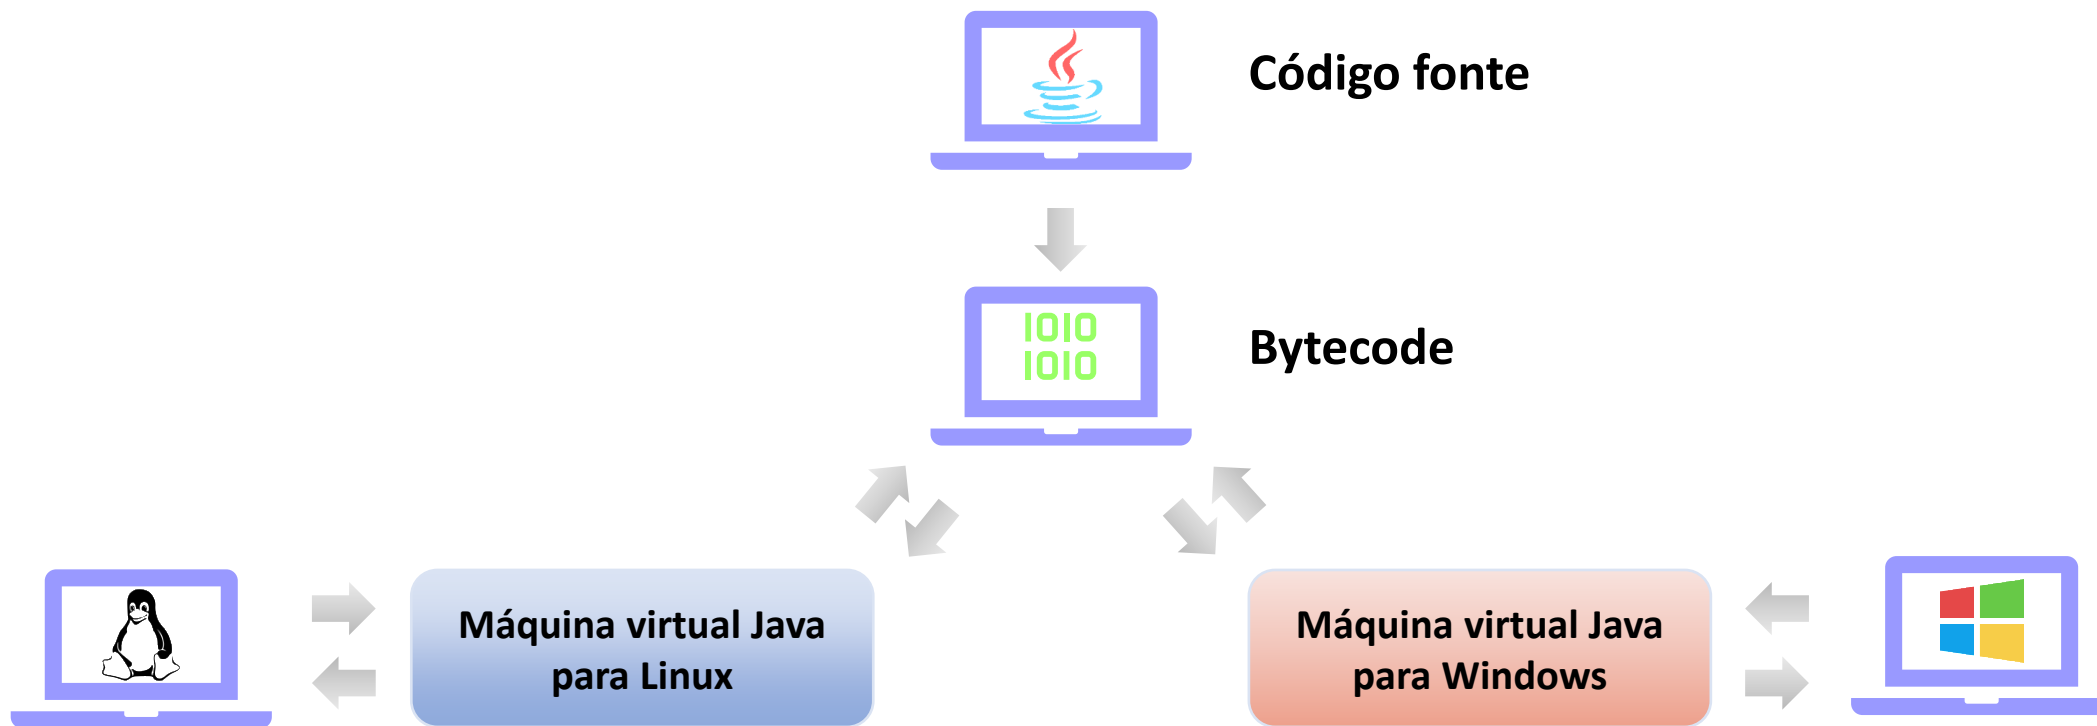 Código fonte
1010
1010
Bytecode
Máquina virtual Java
para Linux
Máquina virtual Java
para Windows